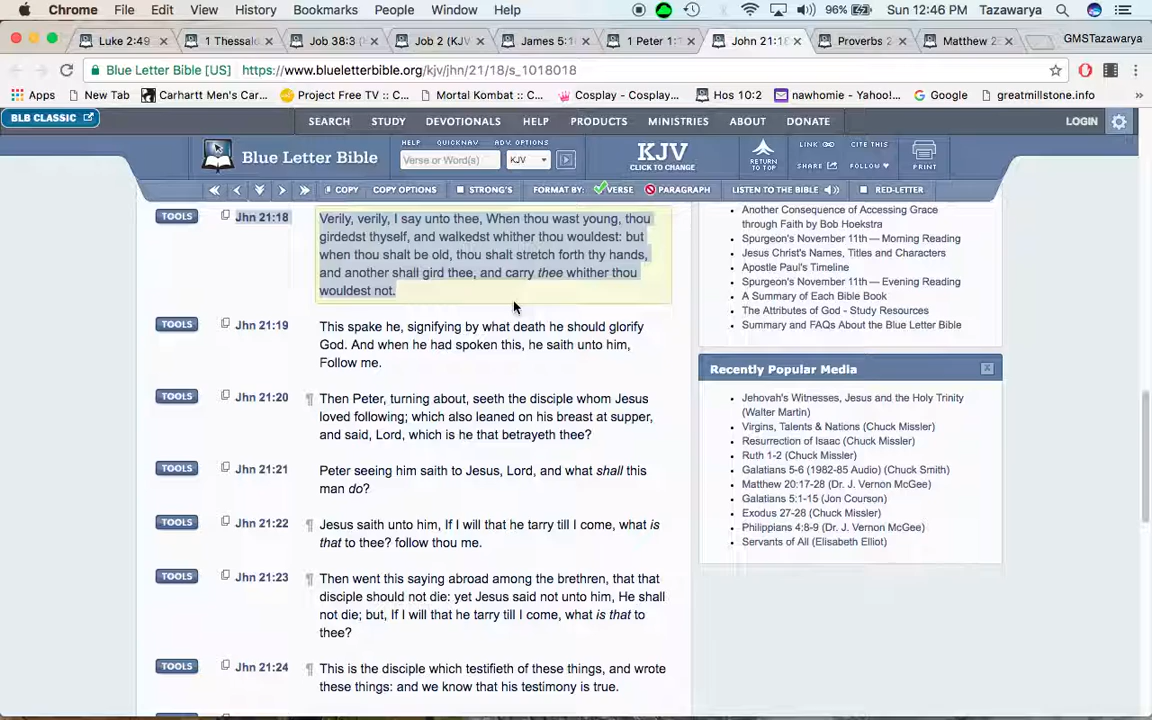 Chrome File Edit View History Bookmarks People Window Help 96% Sun 12:46 PM Tazawarya
Luke 2:49 1 Thessal Job 38:3 ( Job 2 (KJV James 5:1 1 Peter 1: John 21:18 Proverbs 2 Matthew 2 GMSTazawarya
Blue Letter Bible [US] https://www.blueletterbible.org/kjv/jhn/21/18/s_1018018
Apps New Tab Carhartt Men's Car... Project Free TV :: C... Mortal Kombat :: C... Cosplay - Cosplay... Hos 10:2 nawhomie - Yahoo!... Google greatmillstone.info
BLB CLASSIC SEARCH STUDY DEVOTIONALS HELP PRODUCTS MINISTRIES ABOUT DONATE LOGIN
HELP QUICKNAV ADV. OPTIONS
Blue Letter Bible Verse or Word(s) KJV
KJV
CLICK TO CHANGE
RETURN
TO TOP
LINK CITE THIS
SHARE FOLLOW
PRINT
COPY COPY OPTIONS STRONG'S FORMAT BY: VERSE PARAGRAPH LISTEN TO THE BIBLE RED-LETTER
TOOLS Jhn 21:18 Verily, verily, I say unto thee, When thou wast young, thou
girdedst thyself, and walkedst whither thou wouldest: but
when thou shalt be old, thou shalt stretch forth thy hands,
and another shall gird thee, and carry thee whither thou
wouldest not.
TOOLS Jhn 21:19 This spake he, signifying by what death he should glorify
God. And when he had spoken this, he saith unto him,
Follow me.
TOOLS Jhn 21:20 ¶ Then Peter, turning about, seeth the disciple whom Jesus
loved following; which also leaned on his breast at supper,
and said, Lord, which is he that betrayeth thee?
TOOLS Jhn 21:21 Peter seeing him saith to Jesus, Lord, and what shall this
man do?
TOOLS Jhn 21:22 ¶ Jesus saith unto him, If I will that he tarry till I come, what is
that to thee? follow thou me.
TOOLS Jhn 21:23 ¶ Then went this saying abroad among the brethren, that that
disciple should not die: yet Jesus said not unto him, He shall
not die; but, If I will that he tarry till I come, what is that to
thee?
TOOLS Jhn 21:24 ¶ This is the disciple which testifieth of these things, and wrote
these things: and we know that his testimony is true.
Another Consequence of Accessing Grace
through Faith by Bob Hoekstra
Spurgeon's November 11th — Morning Reading
Jesus Christ's Names, Titles and Characters
Apostle Paul's Timeline
Spurgeon's November 11th — Evening Reading
A Summary of Each Bible Book
The Attributes of God - Study Resources
Summary and FAQs About the Blue Letter Bible
Recently Popular Media
Jehovah's Witnesses, Jesus and the Holy Trinity
(Walter Martin)
Virgins, Talents & Nations (Chuck Missler)
Resurrection of Isaac (Chuck Missler)
Ruth 1-2 (Chuck Missler)
Galatians 5-6 (1982-85 Audio) (Chuck Smith)
Matthew 20:17-28 (Dr. J. Vernon McGee)
Galatians 5:1-15 (Jon Courson)
Exodus 27-28 (Chuck Missler)
Philippians 4:8-9 (Dr. J. Vernon McGee)
Servants of All (Elisabeth Elliot)